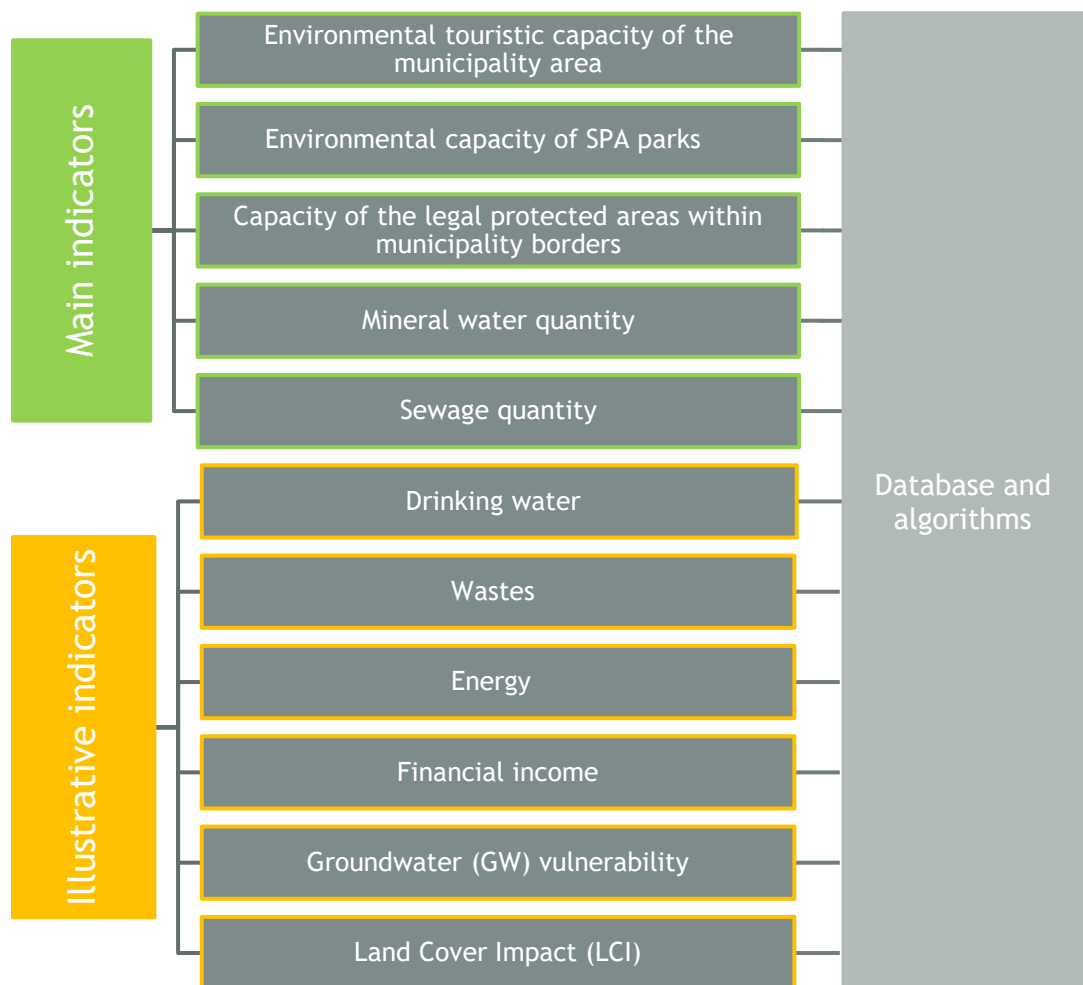 Main indicators
Environmental touristic capacity of the
municipality area
Environmental capacity of SPA parks
Capacity of the legal protected areas within
municipality borders
Mineral water quantity
Sewage quantity
Illustrative indicators
Drinking water
Wastes
Energy
Financial income
Groundwater (GW) vulnerability
Land Cover Impact (LCI)
Database and
algorithms